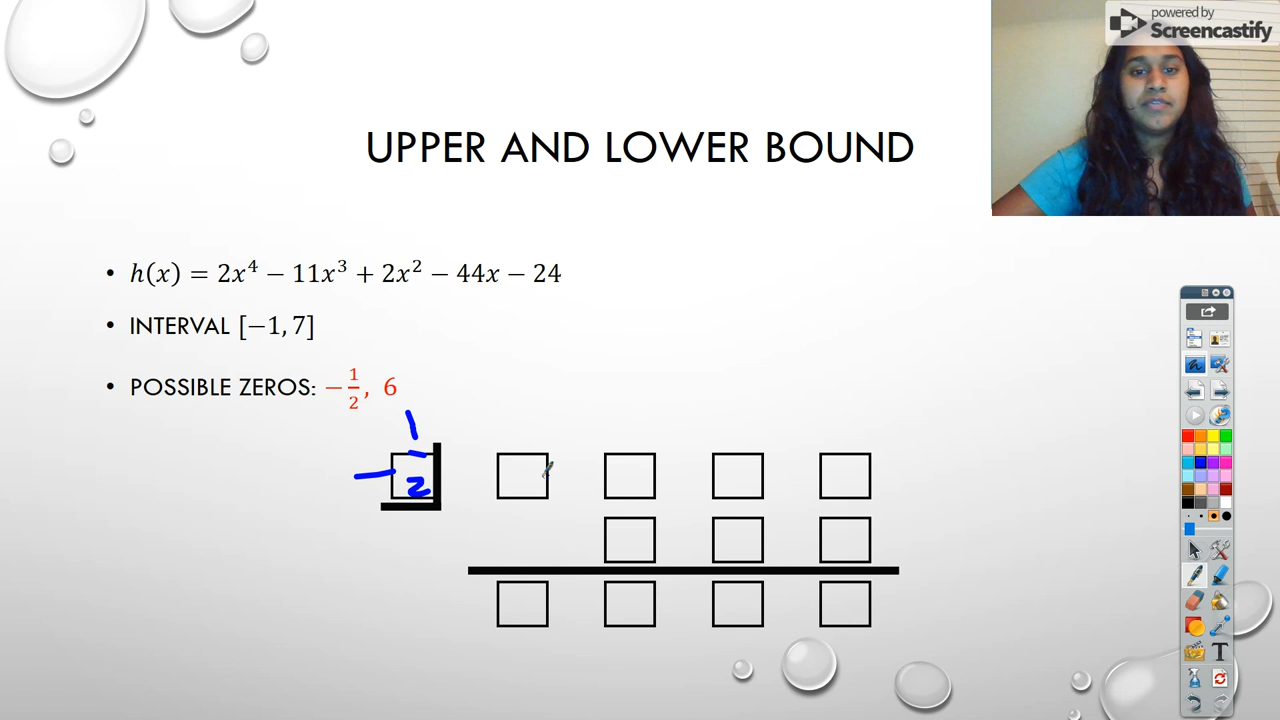 powered by
Screencastify
UPPER AND LOWER BOUND
• h(x) = 2x⁴ − 11x³ + 2x² − 44x − 24
• INTERVAL [−1, 7]
• POSSIBLE ZEROS: −1/2, 6
−1/2
T